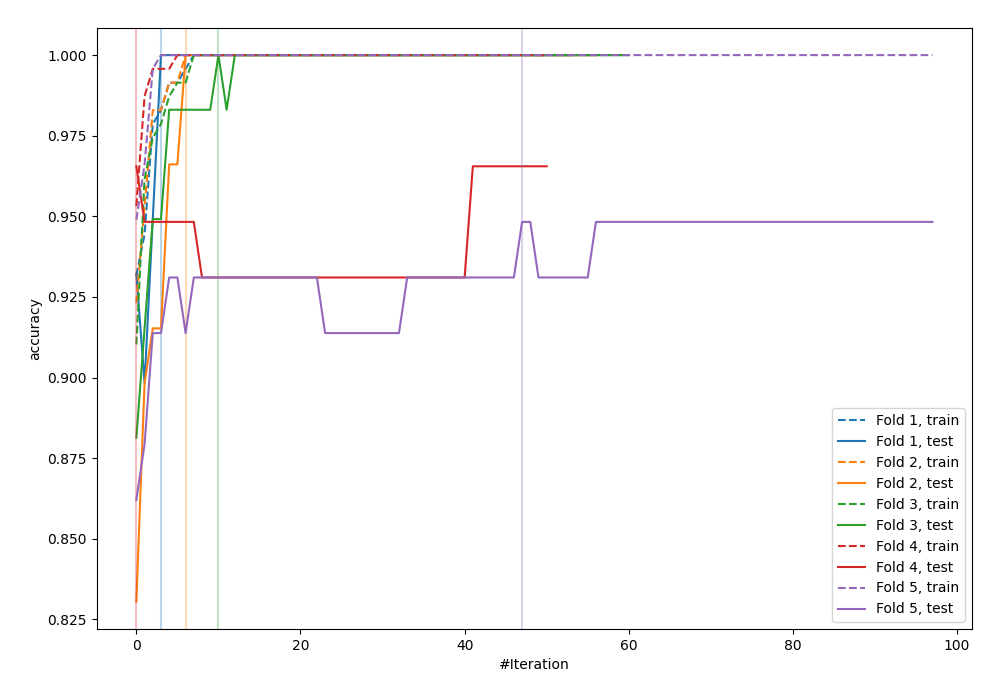 1.000
0.975
0.950
0.925
0.900
0.875
0.850
0.825
accuracy
0
20
40
60
80
100
#Iteration
Fold 1, train
Fold 1, test
Fold 2, train
Fold 2, test
Fold 3, train
Fold 3, test
Fold 4, train
Fold 4, test
Fold 5, train
Fold 5, test